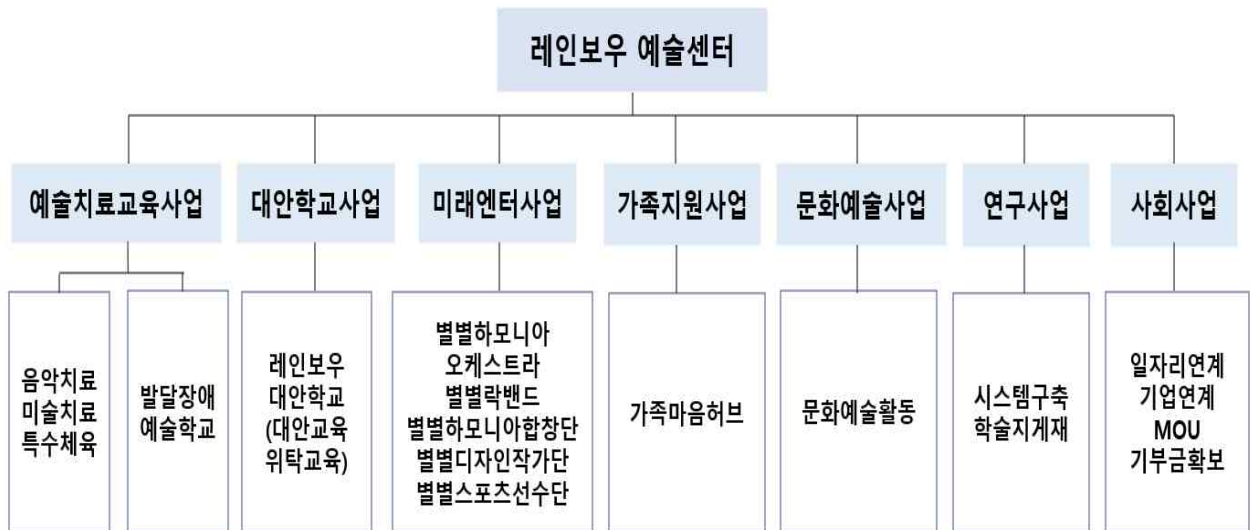 레인보우 예술센터
예술치료교육사업
대안학교사업
미래엔터사업
가족지원사업
문화예술사업
연구사업
사회사업
음악치료
미술치료
특수체육
발달장애
예술학교
레인보우
대안학교
(대안교육
위탁교육)
별별하모니아
오케스트라
별별락밴드
별별하모니아합창단
별별디자인작가단
별별스포츠선수단
가족마음허브
문화예술활동
시스템구축
학술지게재
일자리연계
기업연계
MOU
기부금확보